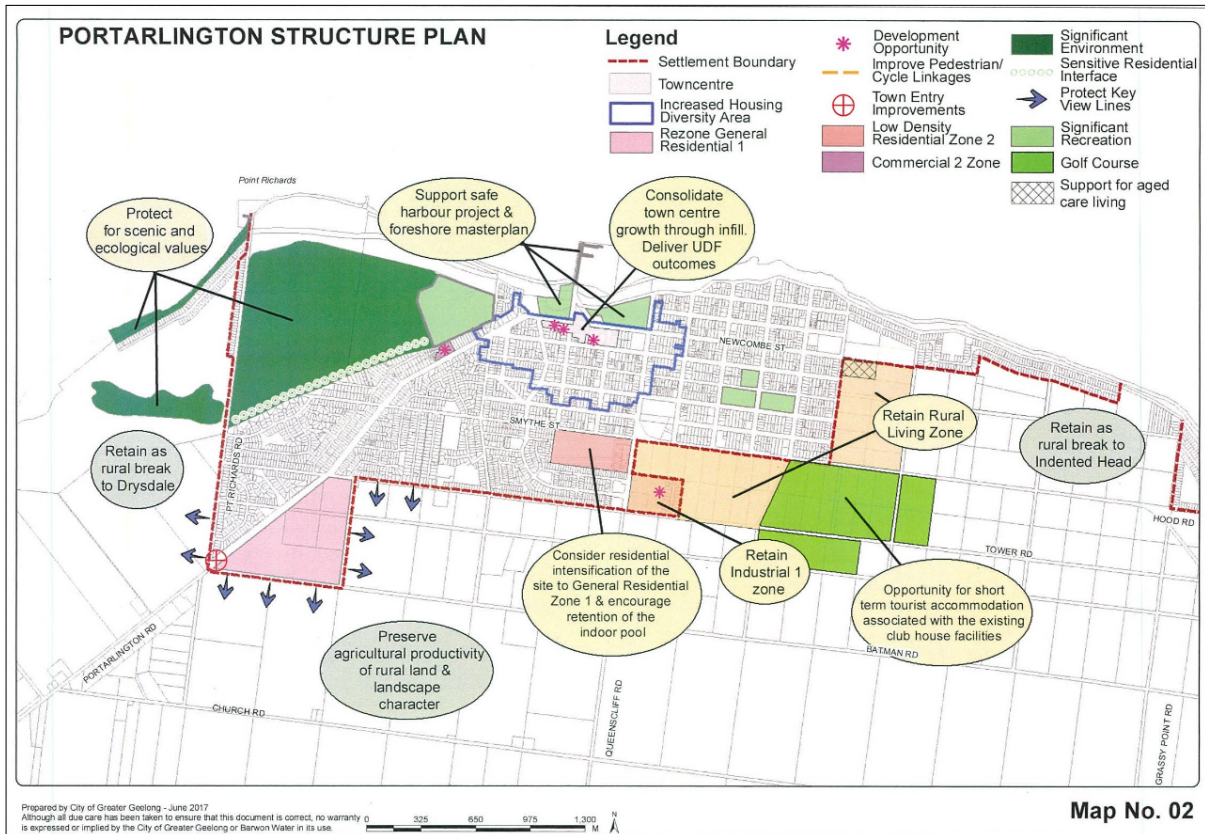 PORTARLINGTON STRUCTURE PLAN
Legend
Settlement Boundary
Towncentre
Increased Housing
Diversity Area
Rezone General
Residential 1
Development
Opportunity
Improve Pedestrian/
Cycle Linkages
Town Entry
Improvements
Low Density
Residential Zone 2
Commercial 2 Zone
Significant
Environment
Sensitive Residential
Interface
Protect Key
View Lines
Significant
Recreation
Golf Course
Support for aged
care living
Point Richards
Protect
for scenic and
ecological values
Support safe
harbour project &
foreshore masterplan
Consolidate
town centre
growth through infill.
Deliver UDF
outcomes
NEWCOMBE ST
SMYTHE ST
Retain Rural
Living Zone
Retain as
rural break to
Indented Head
Retain as
rural break
to Drysdale
PT RICHARDS RD
HOOD RD
TOWER RD
Consider residential
intensification of the
site to General Residential
Zone 1 & encourage
retention of the
indoor pool
Retain
Industrial 1
zone
Opportunity for short
term tourist accommodation
associated with the existing
club house facilities
Preserve
agricultural productivity
of rural land &
landscape
character
PORTARLINGTON RD
BATMAN RD
CHURCH RD
QUEENSCLIFF RD
GRASSY POINT RD
Prepared by City of Greater Geelong - June 2017
Although all due care has been taken to ensure that this document is correct, no warranty
is expressed or implied by the City of Greater Geelong or Barwon Water in its use.
0 325 650 975 1,300
M
N
Map No. 02